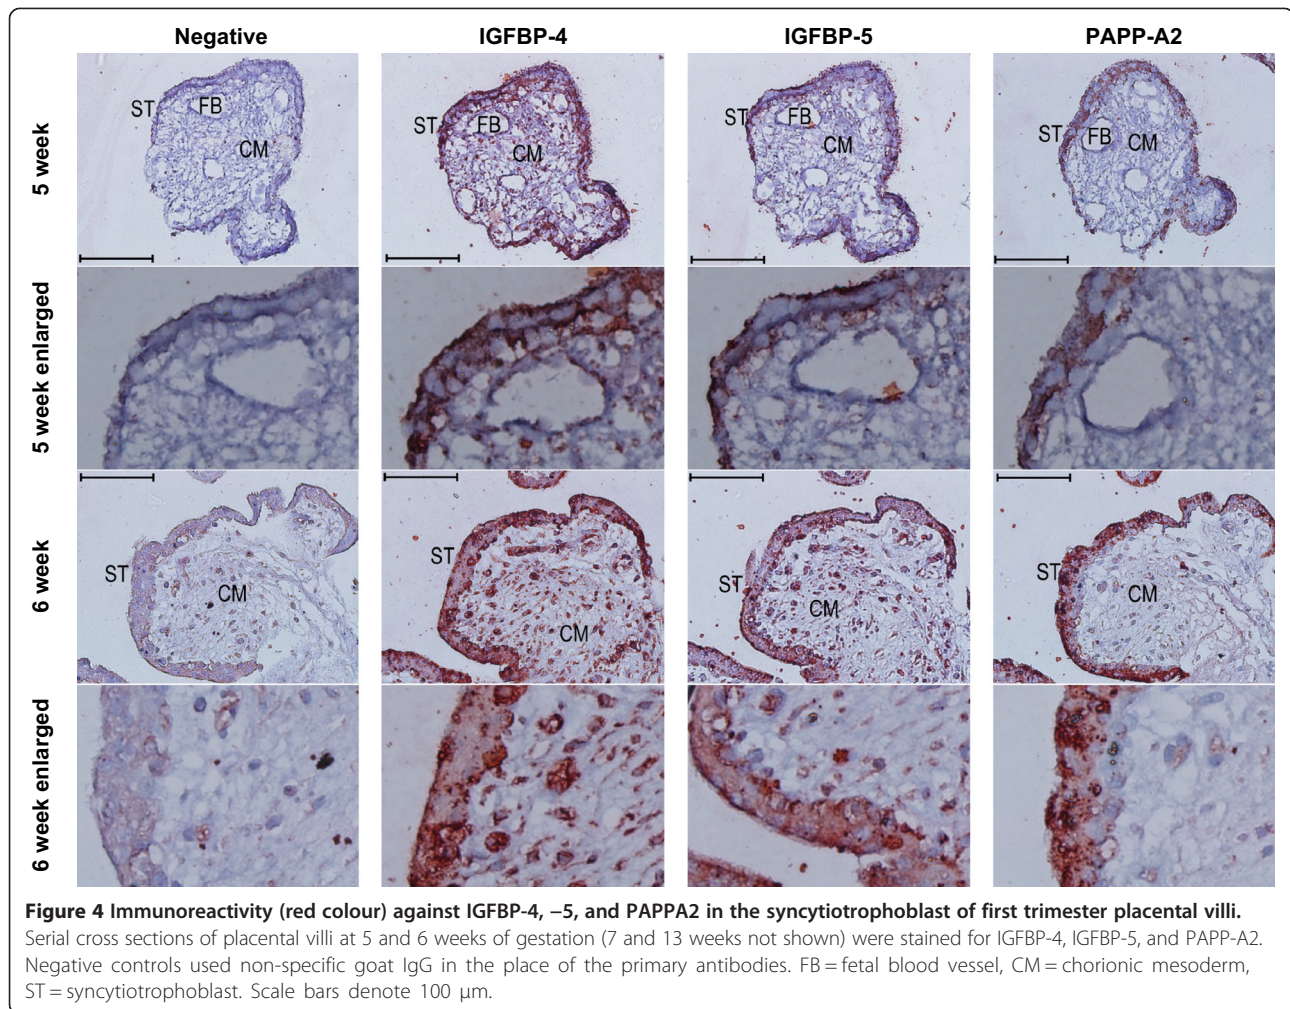 Negative IGFBP-4 IGFBP-5 PAPP-A2
5 week
ST FB CM
ST FB CM
ST FB CM
ST FB CM
5 week enlarged
6 week
ST CM
ST CM
ST CM
ST CM
6 week enlarged
Figure 4 Immunoreactivity (red colour) against IGFBP-4, −5, and PAPPA2 in the syncytiotrophoblast of first trimester placental villi.
Serial cross sections of placental villi at 5 and 6 weeks of gestation (7 and 13 weeks not shown) were stained for IGFBP-4, IGFBP-5, and PAPP-A2.
Negative controls used non-specific goat IgG in the place of the primary antibodies. FB = fetal blood vessel, CM = chorionic mesoderm,
ST = syncytiotrophoblast. Scale bars denote 100 μm.